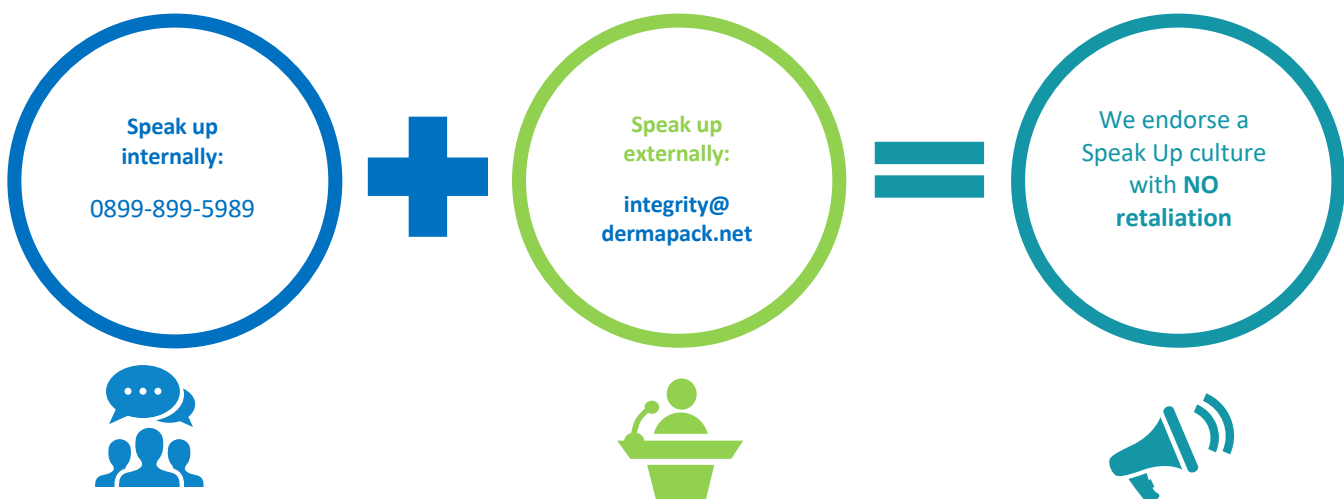 Speak up
internally:
0899-899-5989
Speak up
externally:
integrity@
dermapack.net
We endorse a
Speak Up culture
with NO
retaliation